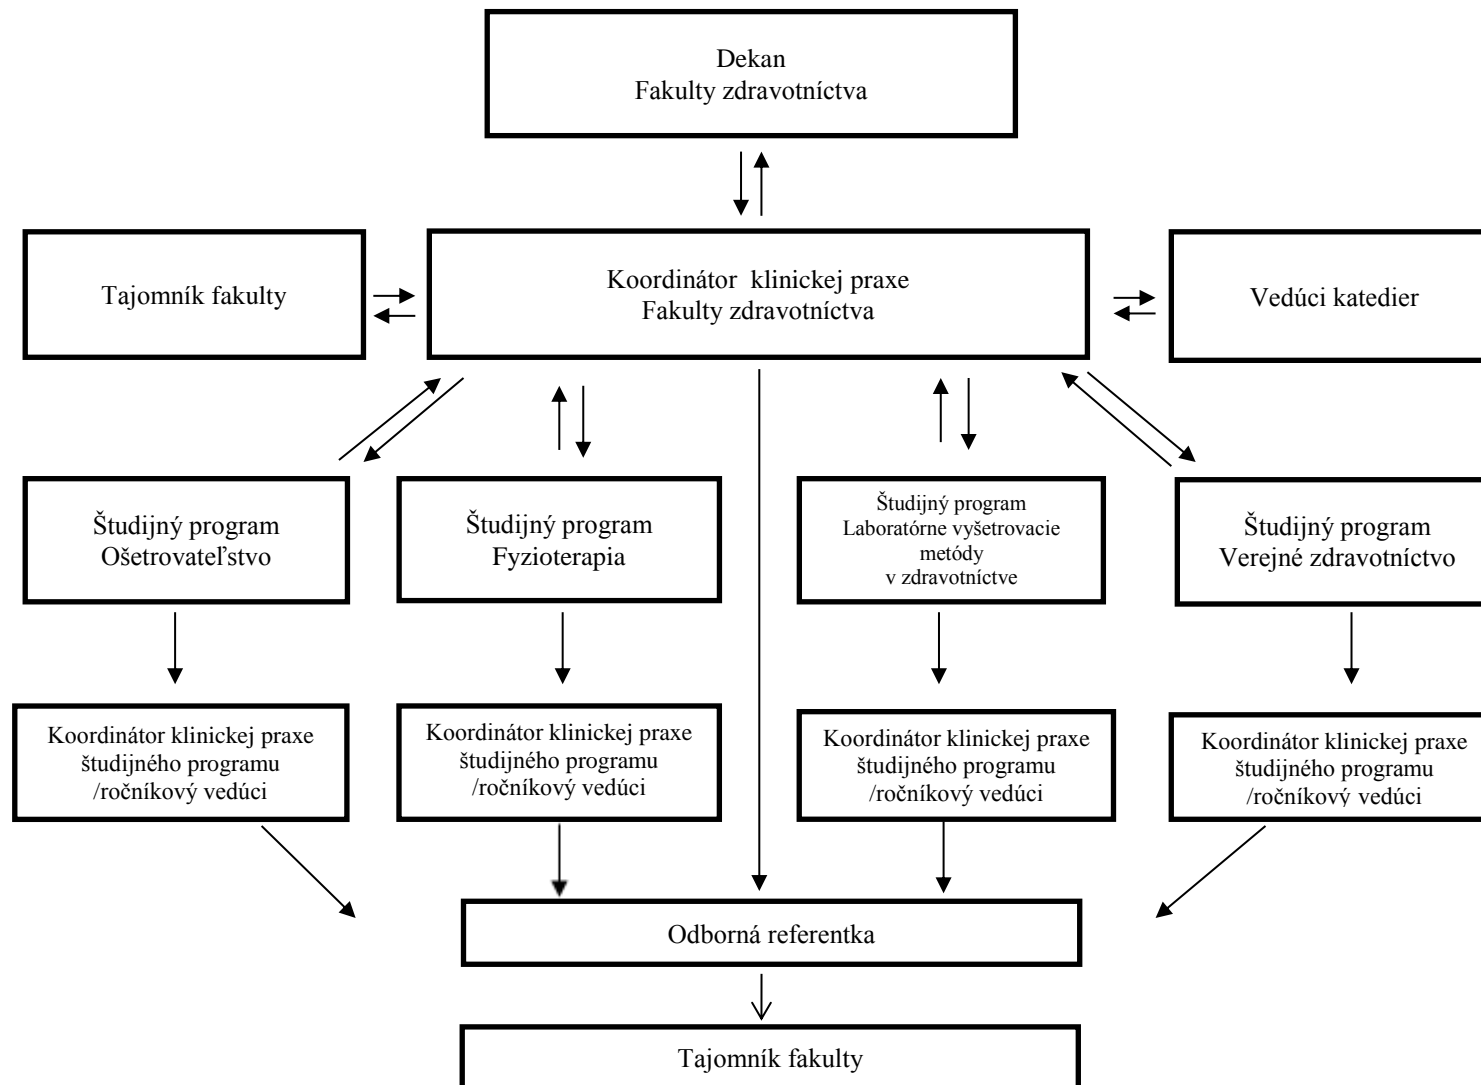 Dekan
Fakulty zdravotníctva
Tajomník fakulty
Koordinátor klinickej praxe
Fakulty zdravotníctva
Vedúci katedier
Študijný program
Ošetrovateľstvo
Študijný program
Fyzioterapia
Študijný program
Laboratórne vyšetrovacie
metódy
v zdravotníctve
Študijný program
Verejné zdravotníctvo
Koordinátor klinickej praxe
študijného programu
/ročníkový vedúci
Koordinátor klinickej praxe
študijného programu
/ročníkový vedúci
Koordinátor klinickej praxe
študijného programu
/ročníkový vedúci
Koordinátor klinickej praxe
študijného programu
/ročníkový vedúci
Odborná referentka
Tajomník fakulty